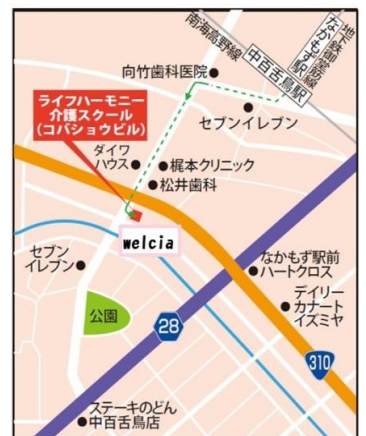 南海高野線
中百舌鳥駅
地下鉄御堂筋線
なかもず駅
向竹歯科医院
セブンイレブン
ライフハーモニー
介護スクール
(コバショウビル)
ダイワ
ハウス
梶本クリニック
松井歯科
welcia
セブン
イレブン
なかもず駅前
ハートクロス
デイリー
カナート
イズミヤ
公園
28
310
ステーキのどん
中百舌鳥店